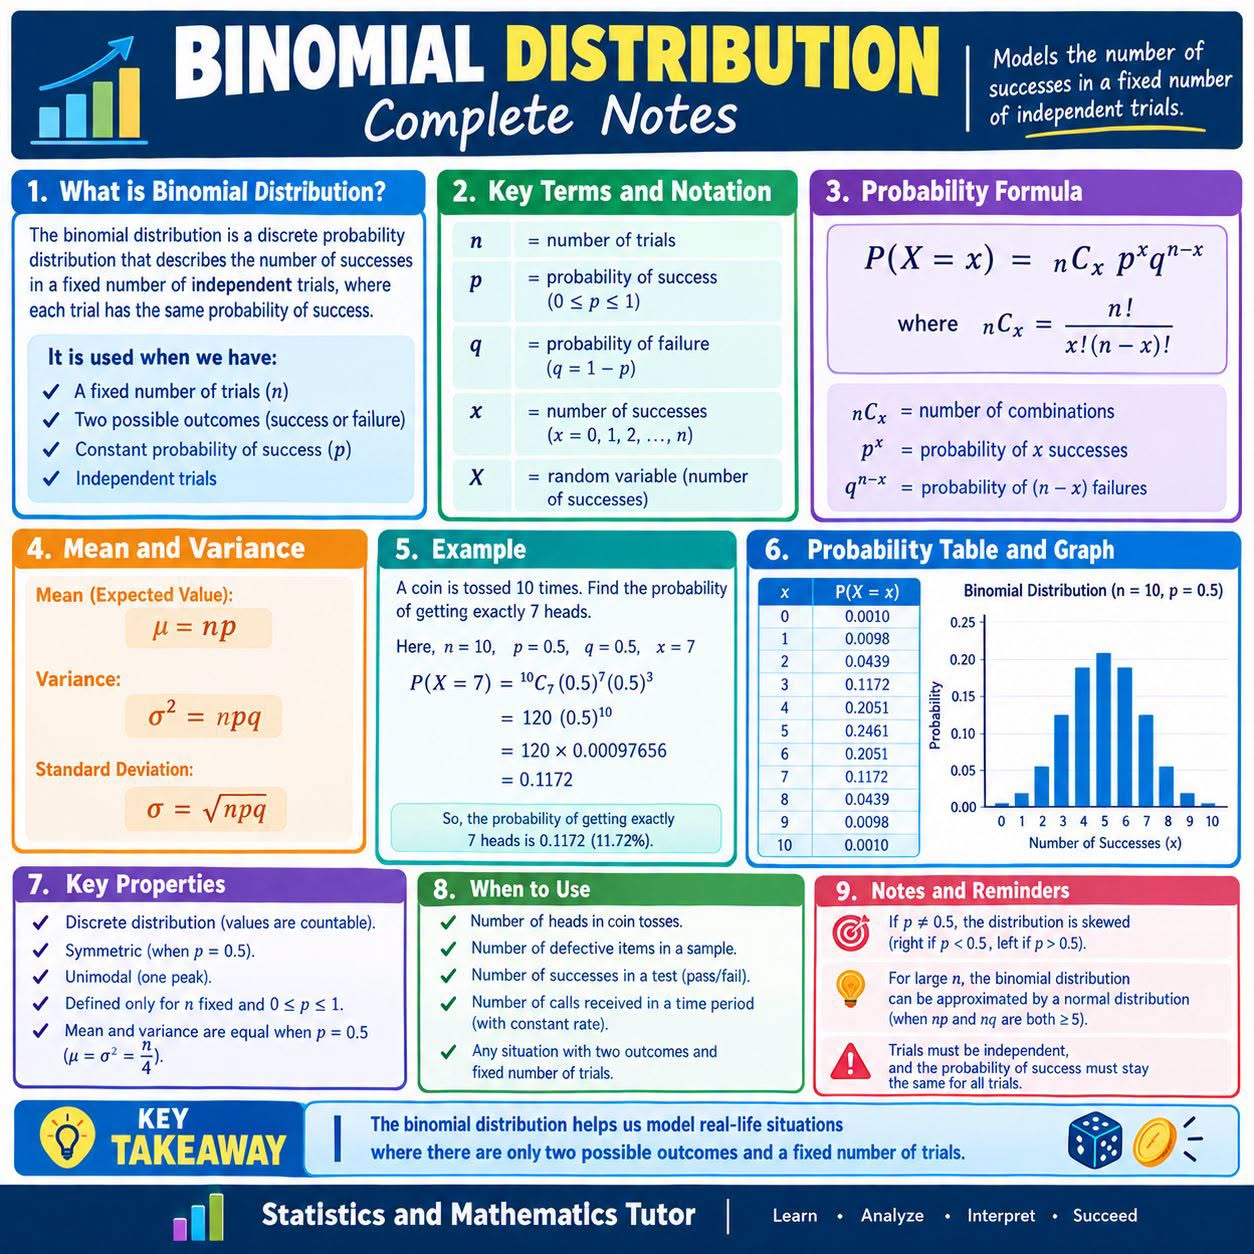 BINOMIAL DISTRIBUTION
Complete Notes
Models the number of
successes in a fixed number
of independent trials.
1. What is Binomial Distribution?
The binomial distribution is a discrete probability
distribution that describes the number of successes
in a fixed number of independent trials, where
each trial has the same probability of success.
It is used when we have:
✓ A fixed number of trials (n)
✓ Two possible outcomes (success or failure)
✓ Constant probability of success (p)
✓ Independent trials
2. Key Terms and Notation
n = number of trials
p = probability of success
(0 ≤ p ≤ 1)
q = probability of failure
(q = 1 − p)
x = number of successes
(x = 0, 1, 2, …, n)
X = random variable (number
of successes)
3. Probability Formula
P(X = x) = ₙCₓ pˣqⁿ⁻ˣ
where ₙCₓ = n! / x!(n − x)!
ₙCₓ = number of combinations
pˣ = probability of x successes
qⁿ⁻ˣ = probability of (n − x) failures
4. Mean and Variance
Mean (Expected Value):
μ = np
Variance:
σ² = npq
Standard Deviation:
σ = √npq
5. Example
A coin is tossed 10 times. Find the probability
of getting exactly 7 heads.
Here, n = 10, p = 0.5, q = 0.5, x = 7
P(X = 7) = ¹⁰C₇ (0.5)⁷(0.5)³
= 120 (0.5)¹⁰
= 120 × 0.00097656
= 0.1172
So, the probability of getting exactly
7 heads is 0.1172 (11.72%).
6. Probability Table and Graph
x P(X = x)
0 0.0010
1 0.0098
2 0.0439
3 0.1172
4 0.2051
5 0.2461
6 0.2051
7 0.1172
8 0.0439
9 0.0098
10 0.0010
Binomial Distribution (n = 10, p = 0.5)
Probability
0.25
0.20
0.15
0.10
0.05
0.00
0 1 2 3 4 5 6 7 8 9 10
Number of Successes (x)
7. Key Properties
✓ Discrete distribution (values are countable).
✓ Symmetric (when p = 0.5).
✓ Unimodal (one peak).
✓ Defined only for n fixed and 0 ≤ p ≤ 1.
✓ Mean and variance are equal when p = 0.5
(μ = σ² = n/4).
8. When to Use
✓ Number of heads in coin tosses.
✓ Number of defective items in a sample.
✓ Number of successes in a test (pass/fail).
✓ Number of calls received in a time period
(with constant rate).
✓ Any situation with two outcomes and
fixed number of trials.
9. Notes and Reminders
If p ≠ 0.5, the distribution is skewed
(right if p < 0.5, left if p > 0.5).
For large n, the binomial distribution
can be approximated by a normal distribution
(when np and nq are both ≥ 5).
Trials must be independent,
and the probability of success must stay
the same for all trials.
KEY
TAKEAWAY
The binomial distribution helps us model real-life situations
where there are only two possible outcomes and a fixed number of trials.
Statistics and Mathematics Tutor | Learn • Analyze • Interpret • Succeed